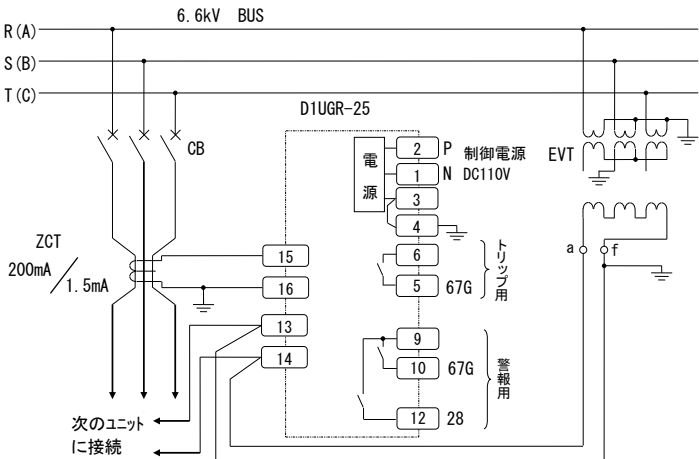 6.6kV BUS
R(A)
S(B)
T(C)
D1UGR-25
CB
電源
2
P
制御電源
1
N
DC110V
3
4
EVT
ZCT
200mA
1.5mA
15
16
13
14
6
5
67G
トリップ用
a
f
9
10
67G
12
28
警報用
次のユニット
に接続